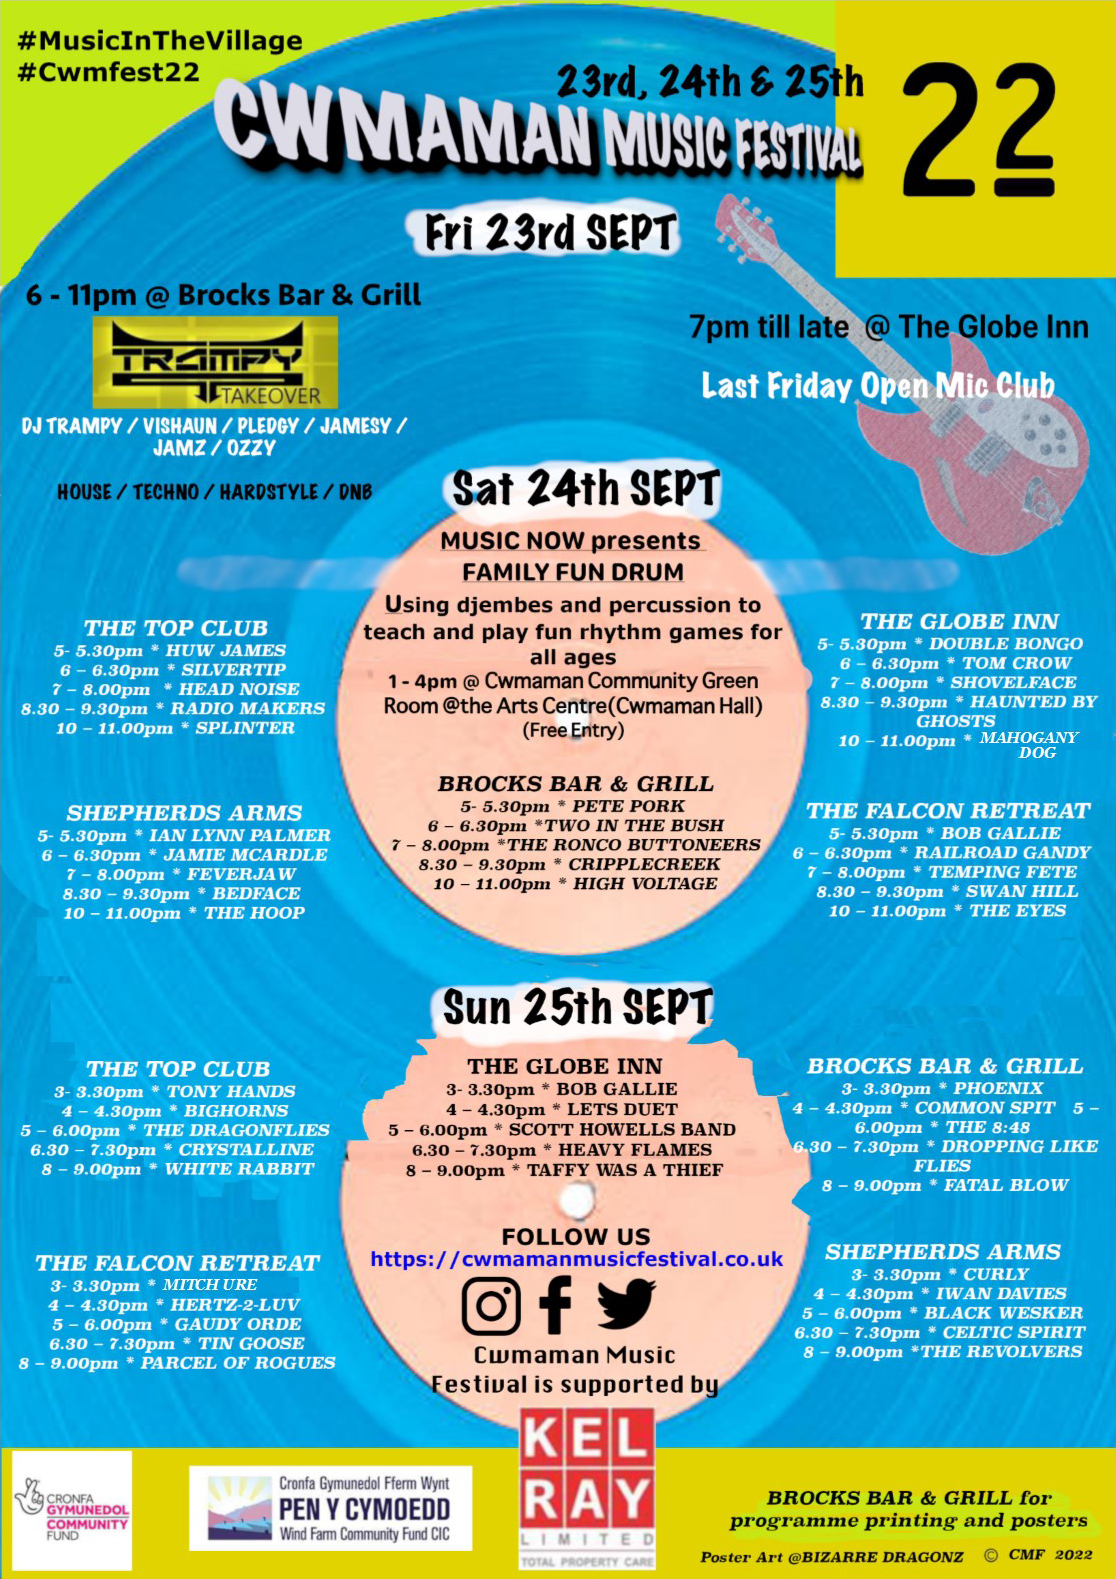 #MusicInTheVillage
#Cwmfest22
23rd, 24th & 25th
22
CWMAMAN MUSIC FESTIVAL
Fri 23rd SEPT
6 - 11pm @ Brocks Bar & Grill
TRAMPY
TAKEOVER
DJ TRAMPY / VISHAUN / PLEDGY / JAMESY /
JAMZ / OZZY
HOUSE / TECHNO / HARDSTYLE / DNB
7pm till late @ The Globe Inn
Last Friday Open Mic Club
Sat 24th SEPT
MUSIC NOW presents
FAMILY FUN DRUM
Using djembes and percussion to
teach and play fun rhythm games for
all ages
1 - 4pm @ Cwmaman Community Green
Room @the Arts Centre(Cwmaman Hall)
(Free Entry)
THE TOP CLUB
5- 5.30pm * HUW JAMES
6 – 6.30pm * SILVERTIP
7 – 8.00pm * HEAD NOISE
8.30 – 9.30pm * RADIO MAKERS
10 – 11.00pm * SPLINTER
THE GLOBE INN
5- 5.30pm * DOUBLE BONGO
6 – 6.30pm * TOM CROW
7 – 8.00pm * SHOVELFACE
8.30 – 9.30pm * HAUNTED BY
GHOSTS
10 – 11.00pm * MAHOGANY
DOG
SHEPHERDS ARMS
5- 5.30pm * IAN LYNN PALMER
6 – 6.30pm * JAMIE MCARDLE
7 – 8.00pm * FEVERJAW
8.30 – 9.30pm * BEDFACE
10 – 11.00pm * THE HOOP
BROCKS BAR & GRILL
5- 5.30pm * PETE PORK
6 – 6.30pm *TWO IN THE BUSH
7 – 8.00pm *THE RONCO BUTTONEERS
8.30 – 9.30pm * CRIPPLECREEK
10 – 11.00pm * HIGH VOLTAGE
THE FALCON RETREAT
5- 5.30pm * BOB GALLIE
6 – 6.30pm * RAILROAD GANDY
7 – 8.00pm * TEMPING FETE
8.30 – 9.30pm * SWAN HILL
10 – 11.00pm * THE EYES
Sun 25th SEPT
THE TOP CLUB
3- 3.30pm * TONY HANDS
4 – 4.30pm * BIGHORNS
5 – 6.00pm * THE DRAGONFLIES
6.30 – 7.30pm * CRYSTALLINE
8 – 9.00pm * WHITE RABBIT
THE GLOBE INN
3- 3.30pm * BOB GALLIE
4 – 4.30pm * LETS DUET
5 – 6.00pm * SCOTT HOWELLS BAND
6.30 – 7.30pm * HEAVY FLAMES
8 – 9.00pm * TAFFY WAS A THIEF
BROCKS BAR & GRILL
3- 3.30pm * PHOENIX
4 – 4.30pm * COMMON SPIT 5 –
6.00pm * THE 8:48
6.30 – 7.30pm * DROPPING LIKE
FLIES
8 – 9.00pm * FATAL BLOW
THE FALCON RETREAT
3- 3.30pm * MITCH URE
4 – 4.30pm * HERTZ-2-LUV
5 – 6.00pm * GAUDY ORDE
6.30 – 7.30pm * TIN GOOSE
8 – 9.00pm * PARCEL OF ROGUES
SHEPHERDS ARMS
3- 3.30pm * CURLY
4 – 4.30pm * IWAN DAVIES
5 – 6.00pm * BLACK WESKER
6.30 – 7.30pm * CELTIC SPIRIT
8 – 9.00pm *THE REVOLVERS
FOLLOW US
https://cwmamanmusicfestival.co.uk
Cwmaman Music
Festival is supported by
CRONFA
GYMUNEDOL
COMMUNITY
FUND
Cronfa Gymunedol Fferm Wynt
PEN Y CYMOEDD
Wind Farm Community Fund CIC
KEL
RAY
LIMITED
TOTAL PROPERTY CARE
BROCKS BAR & GRILL for
programme printing and posters
Poster Art @BIZARRE DRAGONZ © CMF 2022